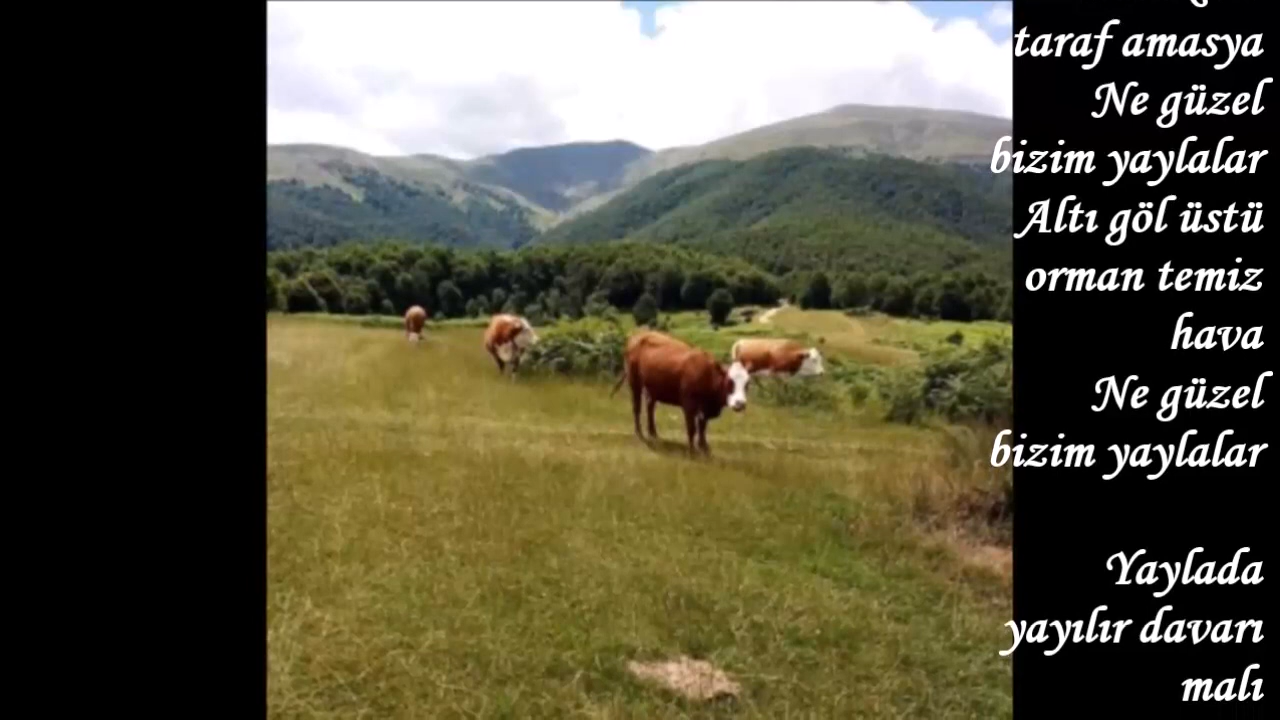 taraf amasya
Ne güzel
bizim yaylalar
Altı göl üstü
orman temiz
hava
Ne güzel
bizim yaylalar
Yaylada
yayılır davarı
malı